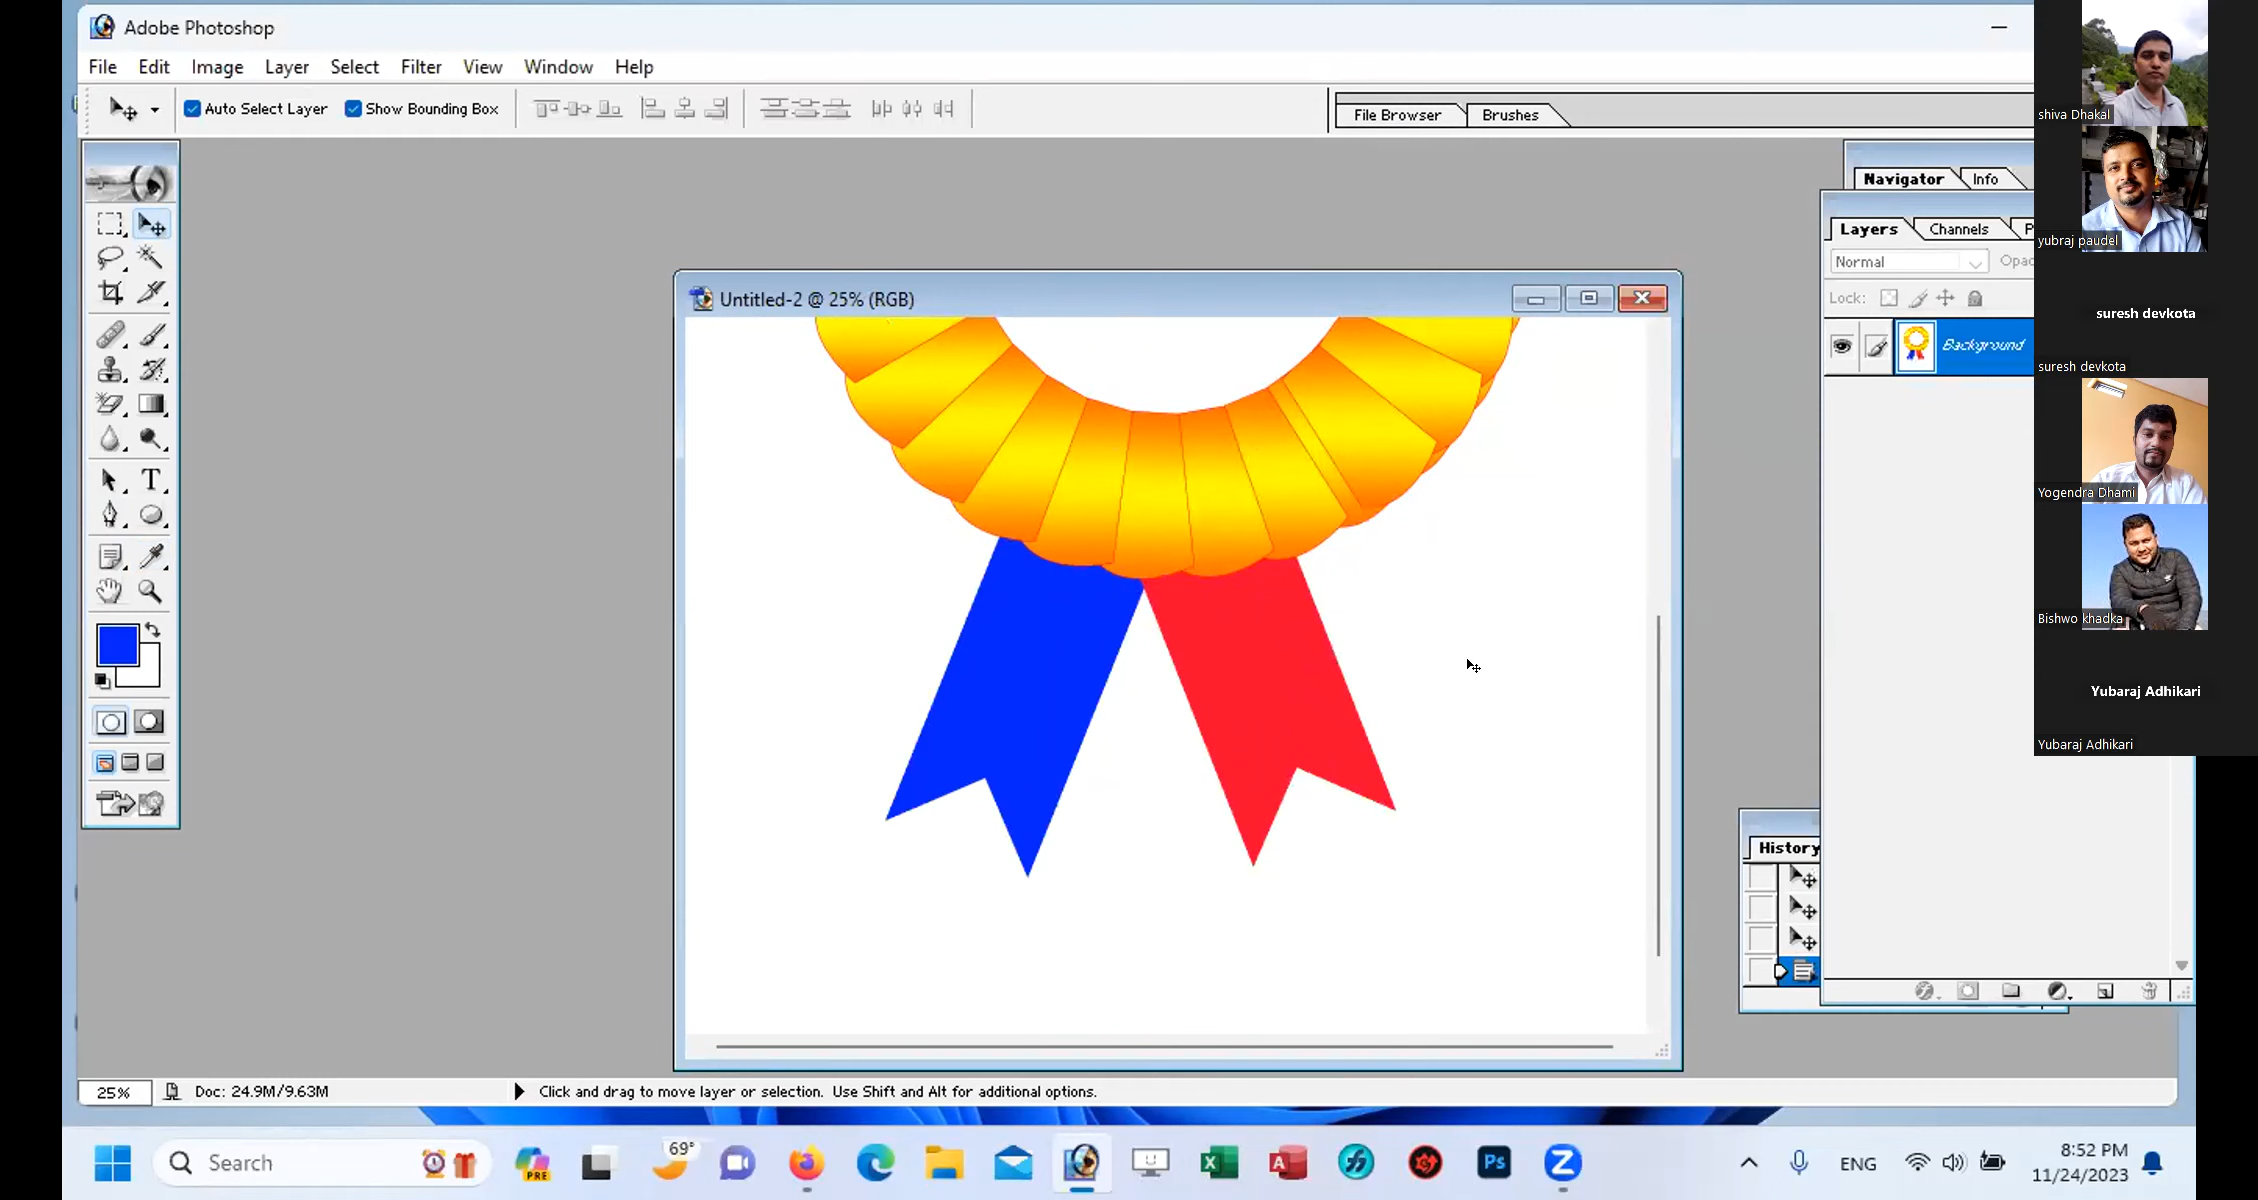 Adobe Photoshop
File Edit Image Layer Select Filter View Window Help
Auto Select Layer Show Bounding Box
File Browser Brushes
Navigator Info
Layers Channels
Normal
Lock:
Background
Untitled-2 @ 25% (RGB)
History
25% Doc: 24.9M/9.63M Click and drag to move layer or selection. Use Shift and Alt for additional options.
shiva Dhakal
yubraj paudel
suresh devkota
suresh devkota
Yogendra Dhami
Bishwo khadka
Yubaraj Adhikari
Yubaraj Adhikari
Search
PRE
69°
Ps
ENG
8:52 PM
11/24/2023